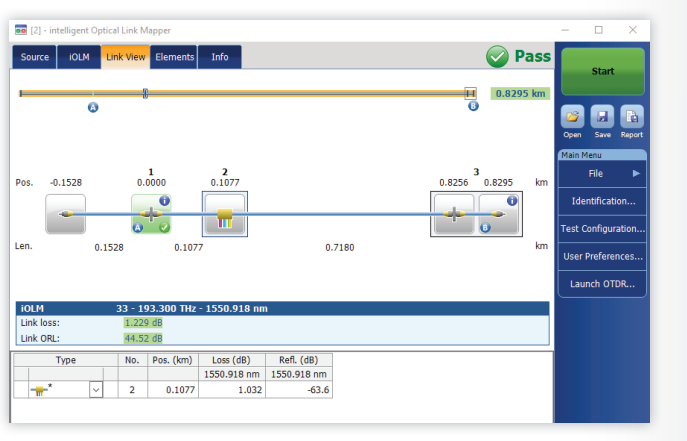 [2] - intelligent Optical Link Mapper
Source iOLM Link View Elements Info
Pass
Start
0.8295 km
A
B
Open Save Report
Main Menu
File
Identification...
Test Configuration...
User Preferences...
Launch OTDR...
1 2 3
Pos. -0.1528 0.0000 0.1077 0.8256 0.8295 km
i i
A B
Len. 0.1528 0.1077 0.7180 km
iOLM 33 - 193.300 THz - 1550.918 nm
Link loss: 1.229 dB
Link ORL: 44.52 dB
Type No. Pos. (km) Loss (dB) Refl. (dB)
1550.918 nm 1550.918 nm
* 2 0.1077 1.032 -63.6